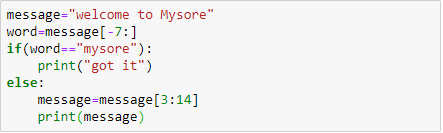 message="welcome to Mysore"
word=message[-7:]
if(word=="mysore"):
    print("got it")
else:
    message=message[3:14]
    print(message)